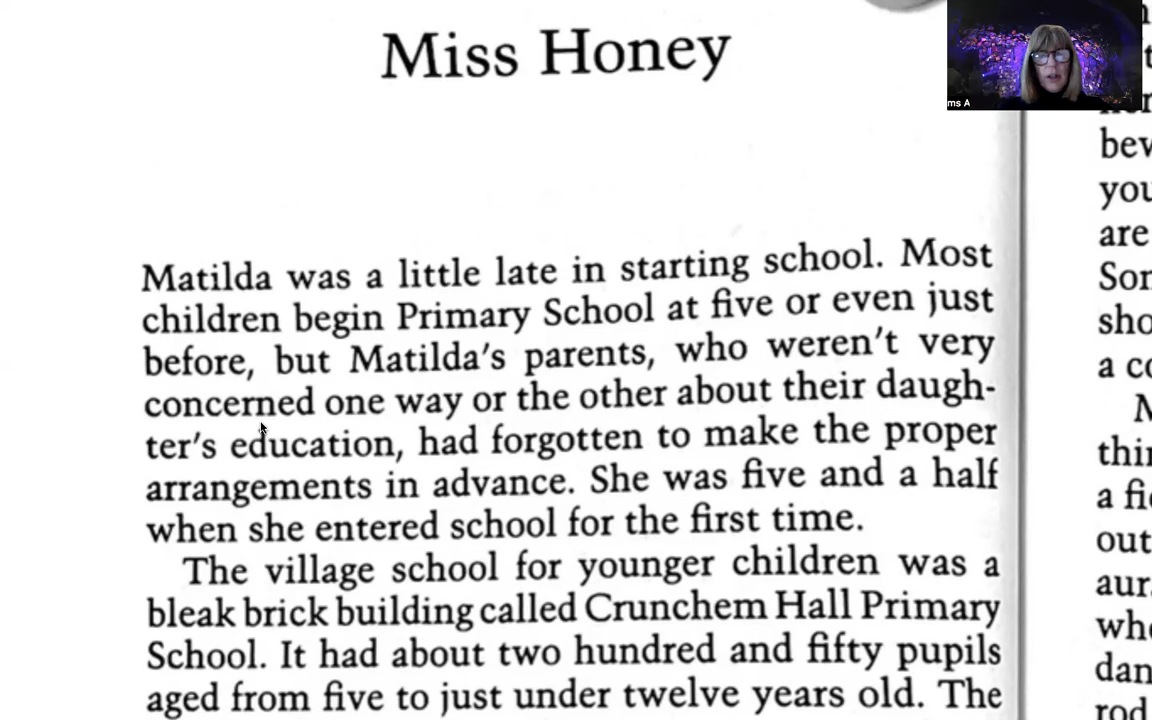 Miss Honey
ms A
Matilda was a little late in starting school. Most
children begin Primary School at five or even just
before, but Matilda's parents, who weren't very
concerned one way or the other about their daugh-
ter's education, had forgotten to make the proper
arrangements in advance. She was five and a half
when she entered school for the first time.
The village school for younger children was a
bleak brick building called Crunchem Hall Primary
School. It had about two hundred and fifty pupils
aged from five to just under twelve years old. The
you
are
a
a
out